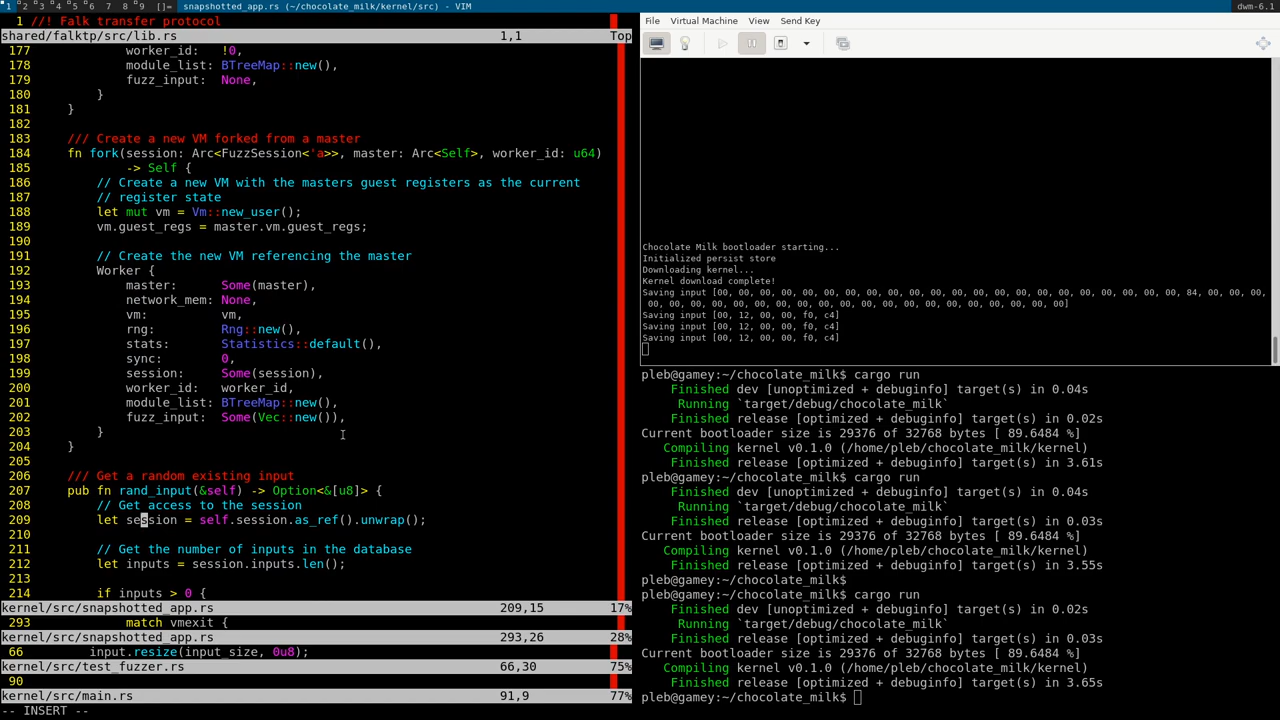 1 2 3 4 5 6 7 8 9 []= snapshotted_app.rs (~/chocolate_milk/kernel/src) - VIM dwm-6.1
1 //! Falk transfer protocol
shared/falktp/src/lib.rs 1,1 Top
177 worker_id: !0,
178 module_list: BTreeMap::new(),
179 fuzz_input: None,
180 }
181 }
182
183 /// Create a new VM forked from a master
184 fn fork(session: Arc<FuzzSession<'a>>, master: Arc<Self>, worker_id: u64)
185 -> Self {
186 // Create a new VM with the masters guest registers as the current
187 // register state
188 let mut vm = Vm::new_user();
189 vm.guest_regs = master.vm.guest_regs;
190
191 // Create the new VM referencing the master
192 Worker {
193 master: Some(master),
194 network_mem: None,
195 vm: vm,
196 rng: Rng::new(),
197 stats: Statistics::default(),
198 sync: 0,
199 session: Some(session),
200 worker_id: worker_id,
201 module_list: BTreeMap::new(),
202 fuzz_input: Some(Vec::new()),
203 }
204 }
205
206 /// Get a random existing input
207 pub fn rand_input(&self) -> Option<&[u8]> {
208 // Get access to the session
209 let session = self.session.as_ref().unwrap();
210
211 // Get the number of inputs in the database
212 let inputs = session.inputs.len();
213
214 if inputs > 0 {
kernel/src/snapshotted_app.rs 209,15 17%
293 match vmexit {
kernel/src/snapshotted_app.rs 293,26 28%
66 input.resize(input_size, 0u8);
kernel/src/test_fuzzer.rs 66,30 75%
90
kernel/src/main.rs 91,9 77%
-- INSERT --
File Virtual Machine View Send Key
Chocolate Milk bootloader starting...
Initialized persist store
Downloading kernel...
Kernel download complete!
Saving input [00, 00, 00, 00, 00, 00, 00, 00, 00, 00, 00, 00, 00, 00, 00, 00, 00, 00, 00, 00, 84, 00, 00, 00,
00, 00, 00, 00, 00, 00, 00, 00, 00, 00, 00, 00, 00, 00, 00, 00, 00, 00]
Saving input [00, 12, 00, 00, f0, c4]
Saving input [00, 12, 00, 00, f0, c4]
Saving input [00, 12, 00, 00, f0, c4]
pleb@gamey:~/chocolate_milk$ cargo run
Finished dev [unoptimized + debuginfo] target(s) in 0.04s
Running `target/debug/chocolate_milk`
Finished release [optimized + debuginfo] target(s) in 0.02s
Current bootloader size is 29376 of 32768 bytes [ 89.6484 %]
Compiling kernel v0.1.0 (/home/pleb/chocolate_milk/kernel)
Finished release [optimized + debuginfo] target(s) in 3.61s
pleb@gamey:~/chocolate_milk$ cargo run
Finished dev [unoptimized + debuginfo] target(s) in 0.04s
Running `target/debug/chocolate_milk`
Finished release [optimized + debuginfo] target(s) in 0.03s
Current bootloader size is 29376 of 32768 bytes [ 89.6484 %]
Compiling kernel v0.1.0 (/home/pleb/chocolate_milk/kernel)
Finished release [optimized + debuginfo] target(s) in 3.55s
pleb@gamey:~/chocolate_milk$
pleb@gamey:~/chocolate_milk$ cargo run
Finished dev [unoptimized + debuginfo] target(s) in 0.02s
Running `target/debug/chocolate_milk`
Finished release [optimized + debuginfo] target(s) in 0.03s
Current bootloader size is 29376 of 32768 bytes [ 89.6484 %]
Compiling kernel v0.1.0 (/home/pleb/chocolate_milk/kernel)
Finished release [optimized + debuginfo] target(s) in 3.65s
pleb@gamey:~/chocolate_milk$